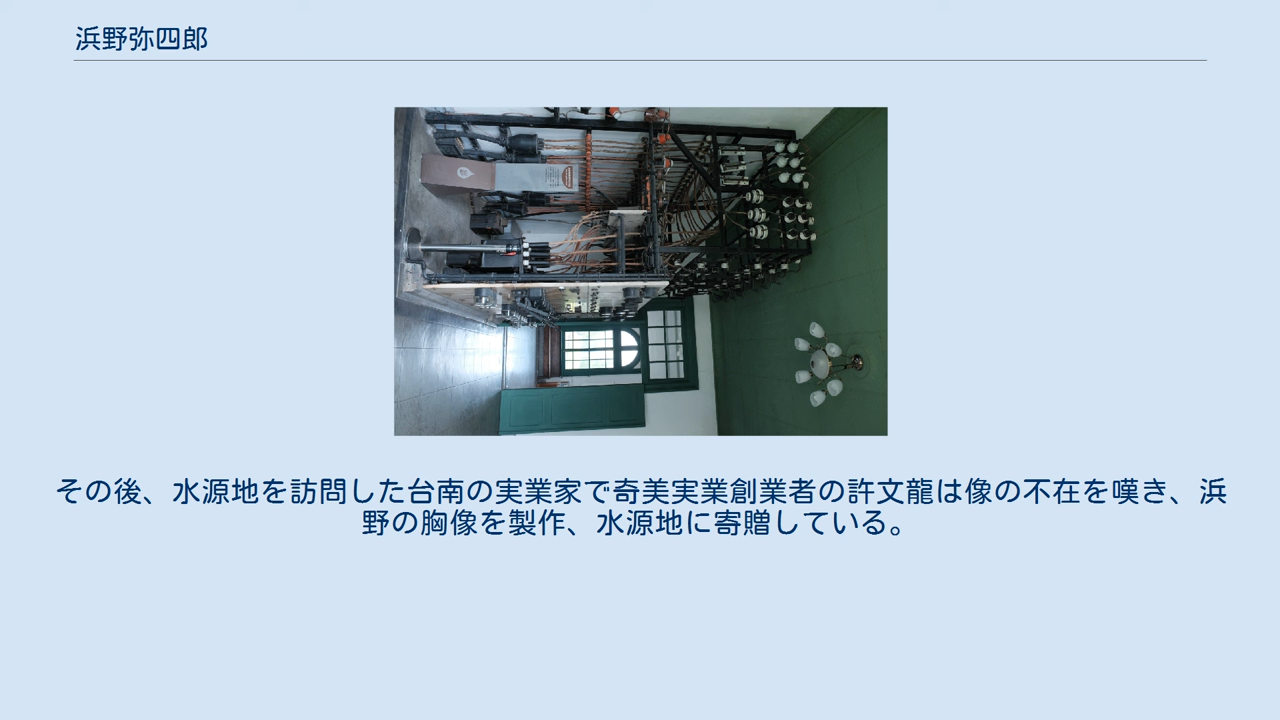 浜野弥四郎
その後、水源地を訪問した台南の実業家で奇美実業創業者の許文龍は像の不在を嘆き、浜
野の胸像を製作、水源地に寄贈している。